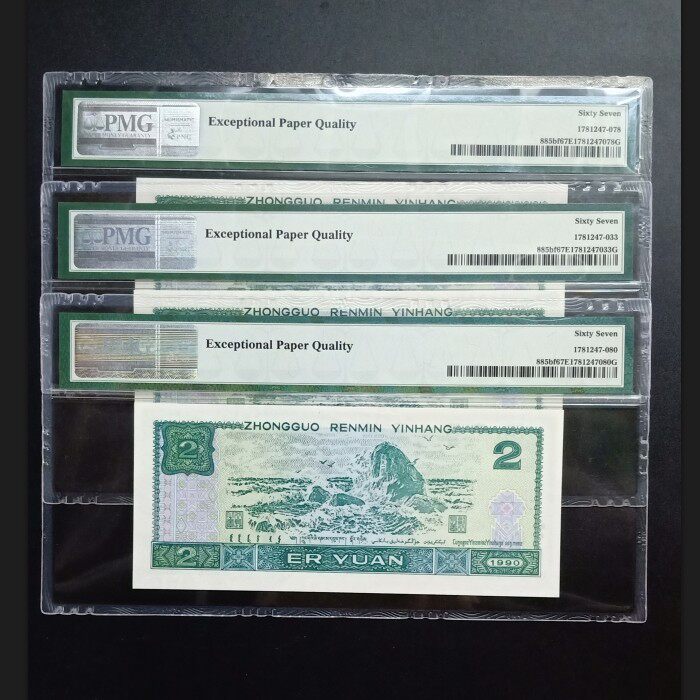 PMG
Exceptional Paper Quality
Sixty Seven
1781247-078
885bf67E1781247078G
ZHONGGUO RENMIN YINHANG
PMG
Exceptional Paper Quality
Sixty Seven
1781247-033
885bf67E1781247033G
ZHONGGUO RENMIN YINHANG
Exceptional Paper Quality
Sixty Seven
1781247-080
885bf67E1781247080G
ZHONGGUO RENMIN YINHANG
2
2
2
ER YUAN
1990